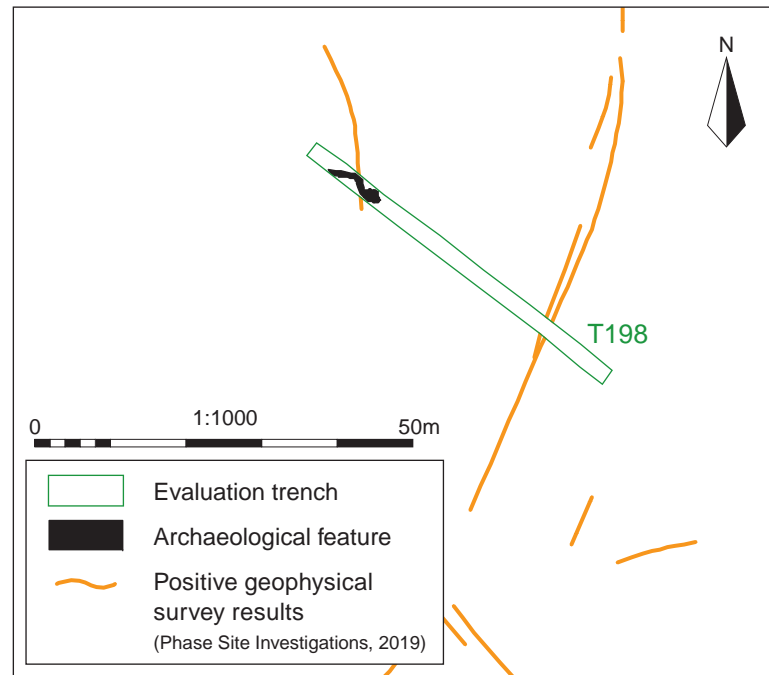 N
T198
1:1000
0 50m
Evaluation trench
Archaeological feature
Positive geophysical
survey results
(Phase Site Investigations, 2019)